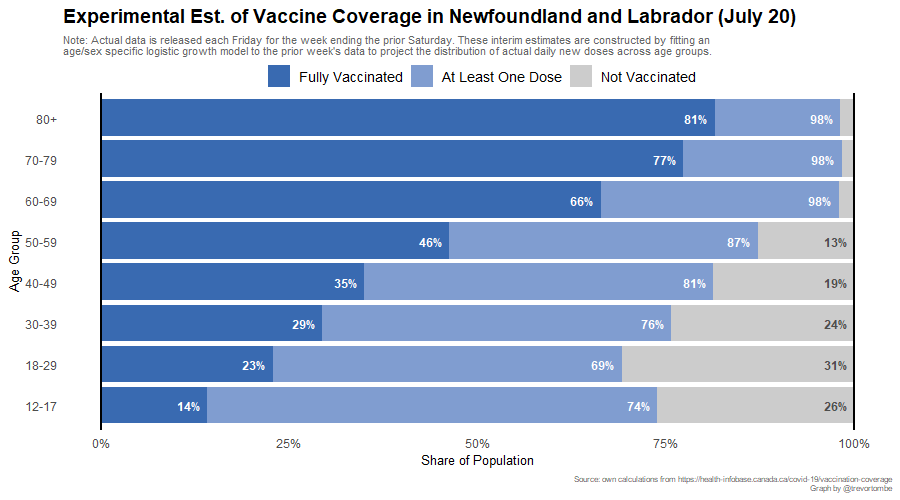 Experimental Est. of Vaccine Coverage in Newfoundland and Labrador (July 20)
Note: Actual data is released each Friday for the week ending the prior Saturday. These interim estimates are constructed by fitting an
age/sex specific logistic growth model to the prior week's data to project the distribution of actual daily new doses across age groups.
Fully Vaccinated At Least One Dose Not Vaccinated
80+ 81% 98%
70-79 77% 98%
60-69 66% 98%
50-59 46% 87% 13%
Age Group
40-49 35% 81% 19%
30-39 29% 76% 24%
18-29 23% 69% 31%
12-17 14% 74% 26%
0% 25% 50% 75% 100%
Share of Population
Source: own calculations from https://health-infobase.canada.ca/covid-19/vaccination-coverage
Graph by @trevortombe